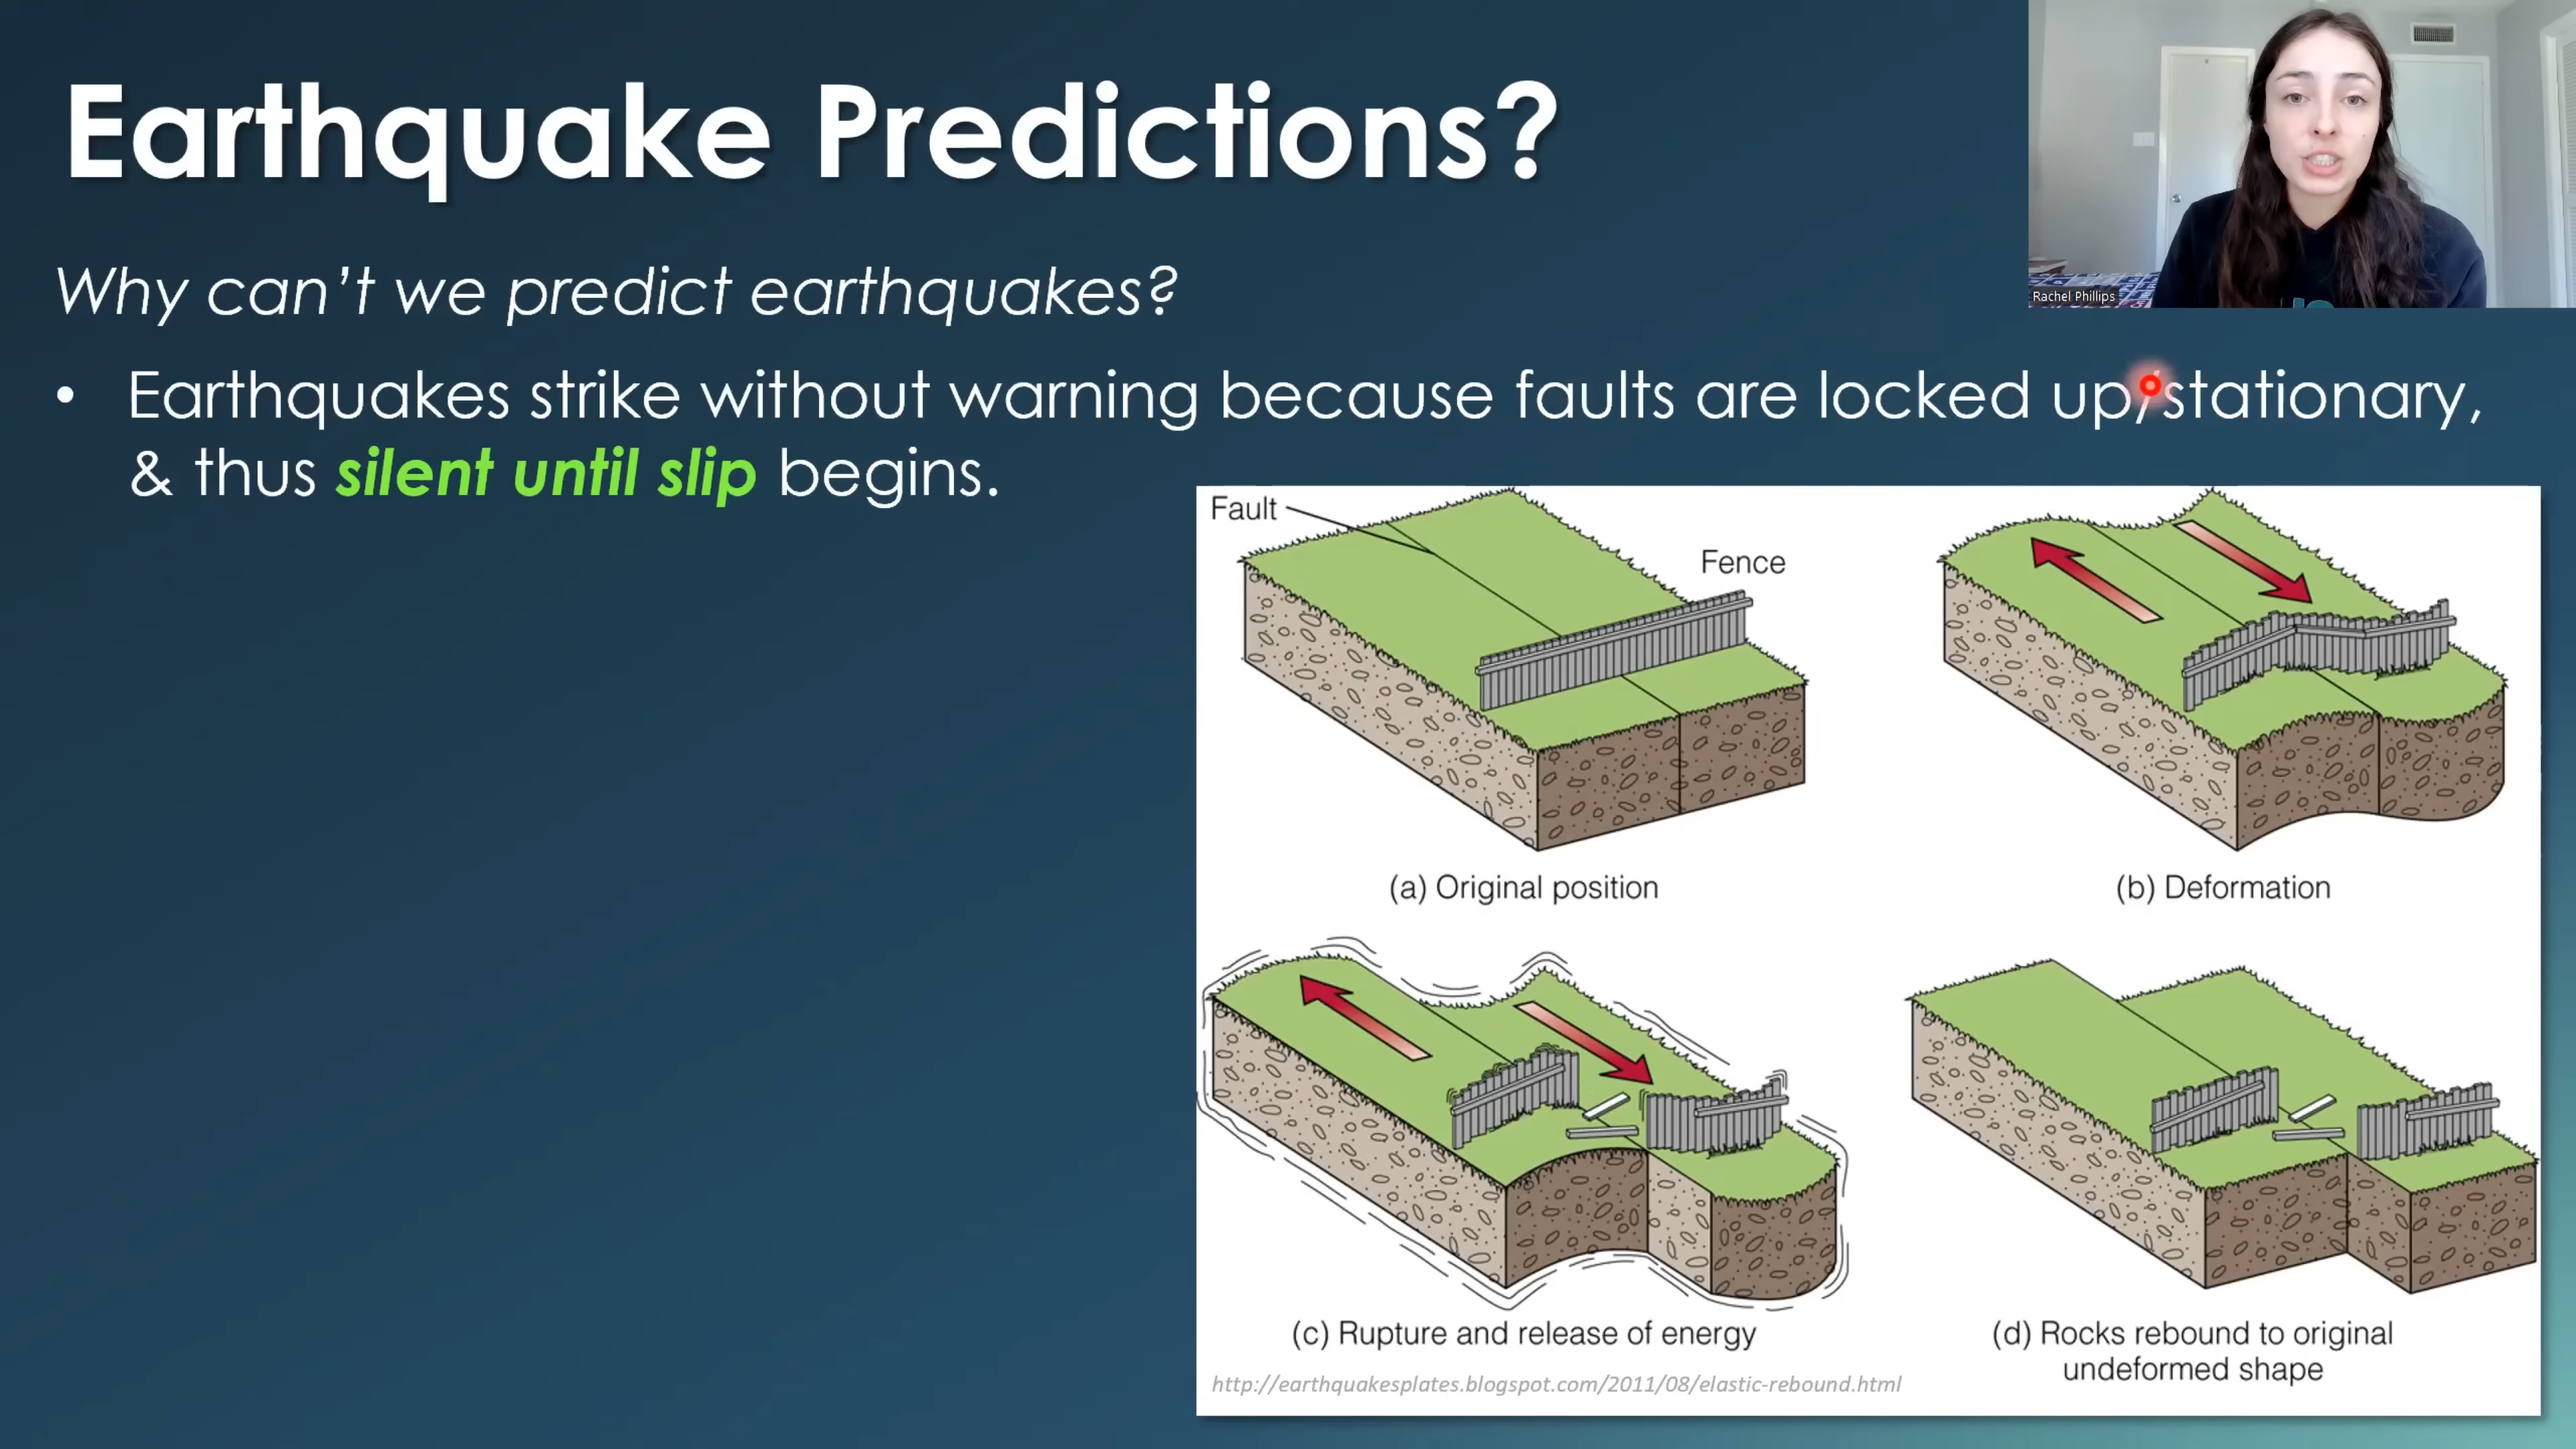 Earthquake Predictions?
Rachel Phillips
Why can't we predict earthquakes?
• Earthquakes strike without warning because faults are locked up/stationary,
& thus silent until slip begins.
Fault
Fence
(a) Original position
(b) Deformation
(c) Rupture and release of energy
(d) Rocks rebound to original
undeformed shape
http://earthquakesplates.blogspot.com/2011/08/elastic-rebound.html